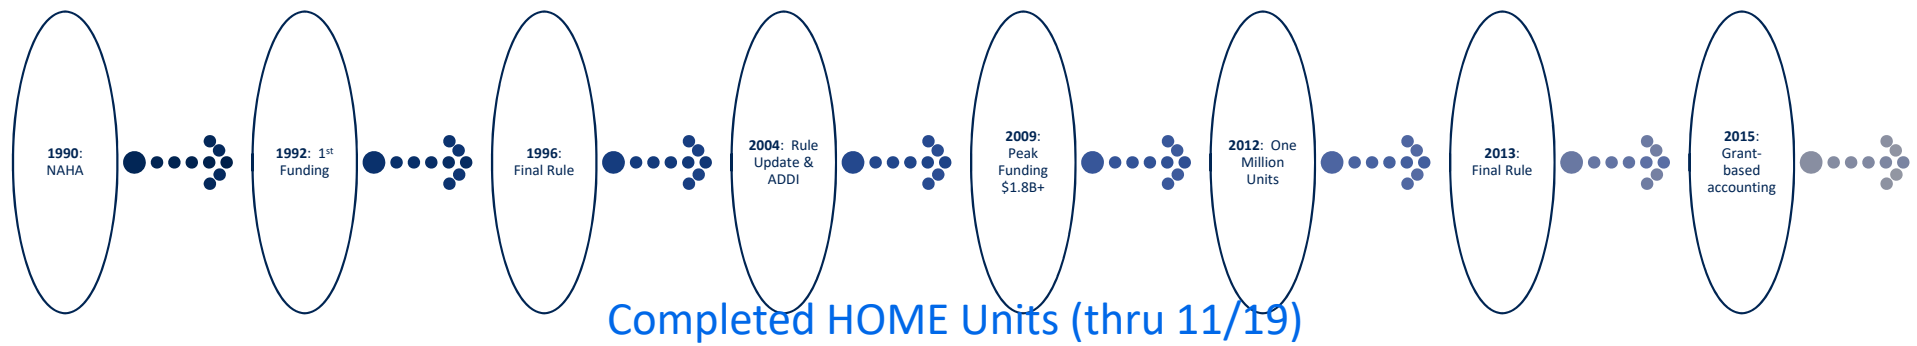 1990:
NAHA
1992:  1st
Funding
1996:
Final Rule
2004:  Rule
Update &
ADDI
2009:
Peak
Funding
$1.8B+
2012:  One
Million
Units
2013:
Final Rule
2015:
Grant-
based
accounting
Completed HOME Units (thru 11/19)